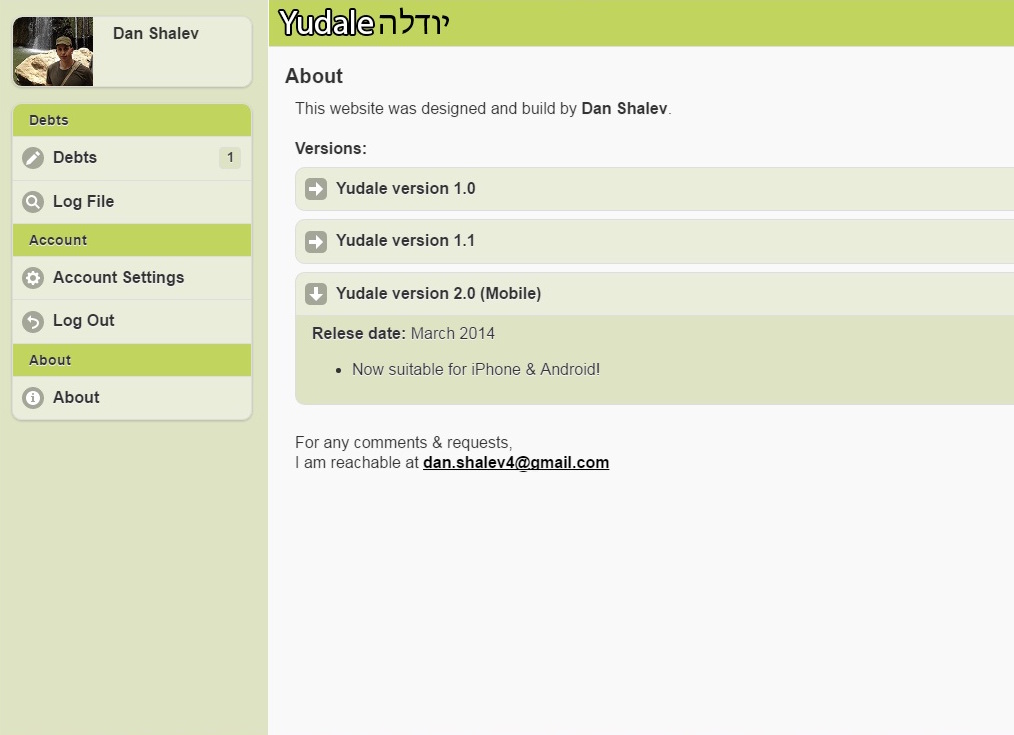 Dan Shalev
Debts
Debts 1
Log File
Account
Account Settings
Log Out
About
About
Yudale יודלה
About
This website was designed and build by Dan Shalev.
Versions:
Yudale version 1.0
Yudale version 1.1
Yudale version 2.0 (Mobile)
Relese date: March 2014
• Now suitable for iPhone & Android!
For any comments & requests,
I am reachable at dan.shalev4@gmail.com